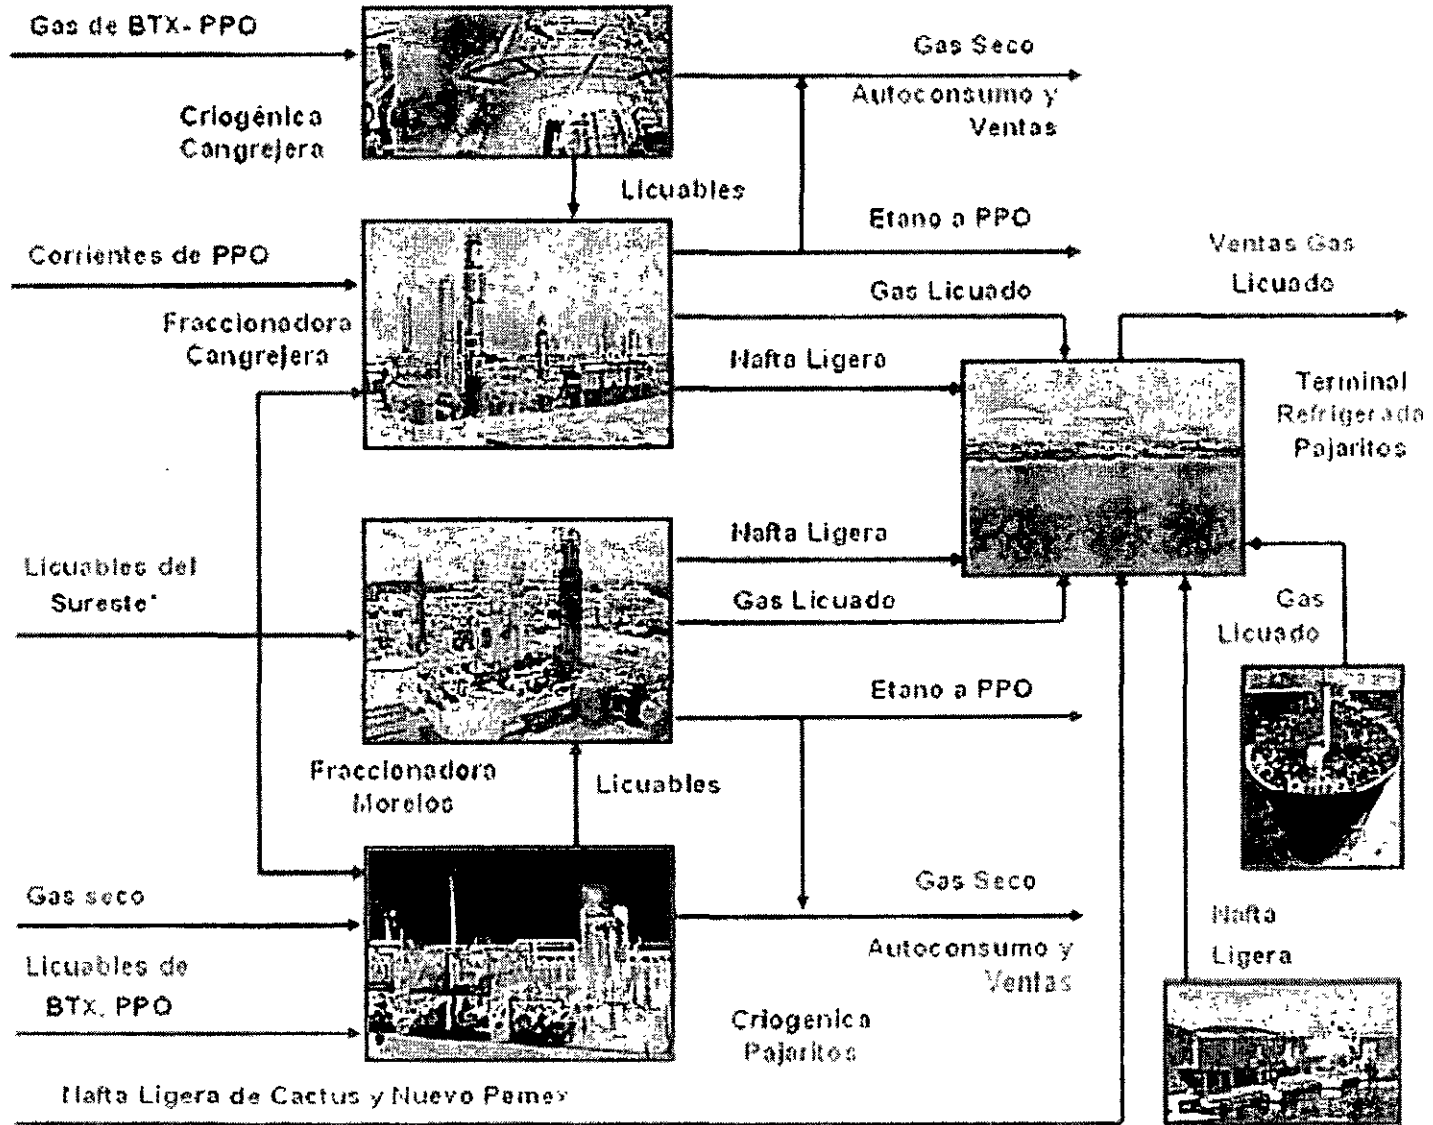 Gas de BTX- PPO
Gas Seco
Autoconsumo y
Ventas
Criogénica
Cangrejera
Licuables
Etano a PPO
Ventas Gas
Licuado
Corrientes de PPO
Gas Licuado
Fraccionadora
Cangrejera
Nafta Ligera
Terminal
Refrigerada
Pajaritos
Nafta Ligera
Licuables del
Sureste*
Gas Licuado
Gas
Licuado
Etano a PPO
Fraccionadora
Morelos
Licuables
Gas seco
Gas Seco
Nafta
Ligera
Autoconsumo y
Ventas
Licuables de
BTX, PPO
Criogenica
Pajaritos
Nafta Ligera de Cactus y Nuevo Pemex